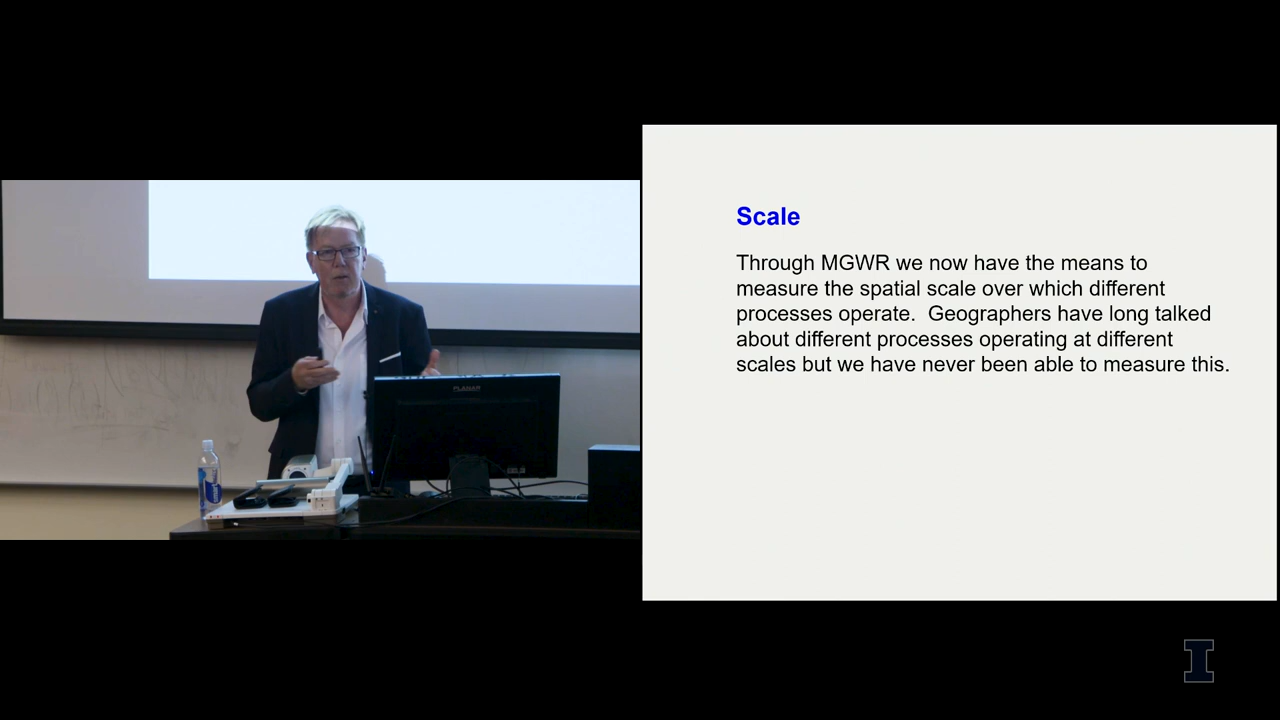 Scale
Through MGWR we now have the means to
measure the spatial scale over which different
processes operate.  Geographers have long talked
about different processes operating at different
scales but we have never been able to measure this.
PLANAR
I